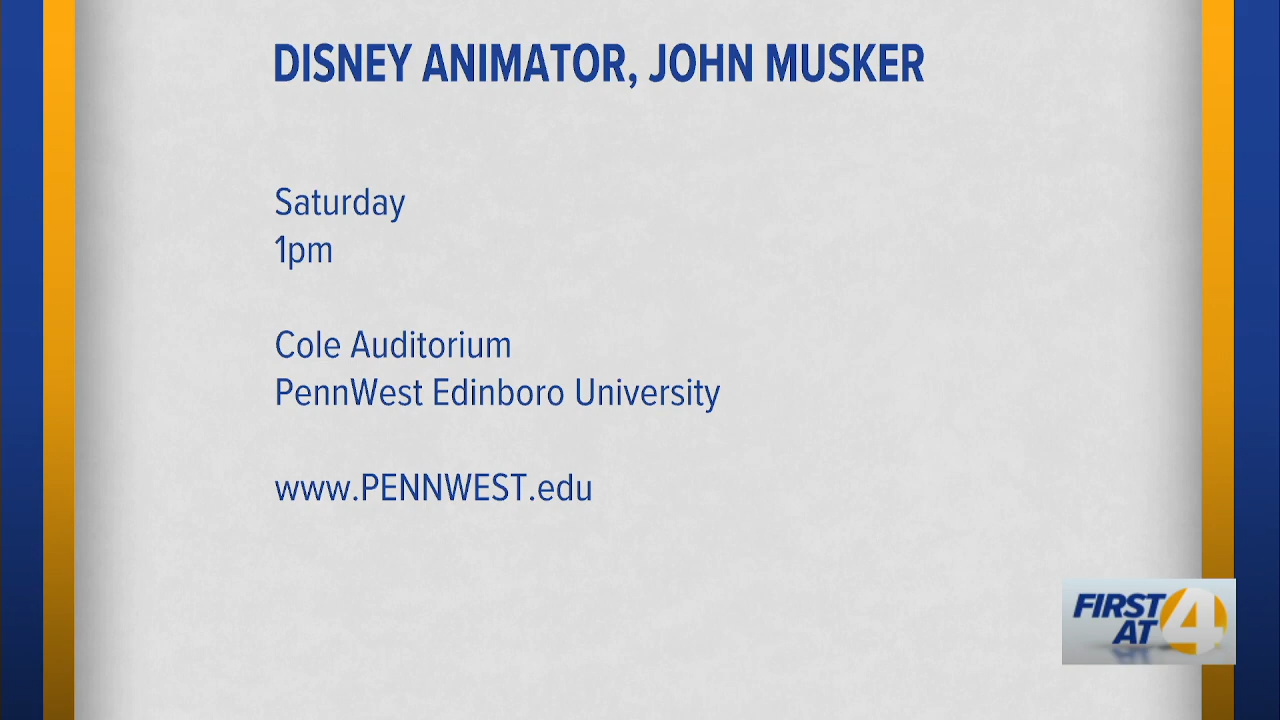 DISNEY ANIMATOR, JOHN MUSKER
Saturday
1pm
Cole Auditorium
PennWest Edinboro University
www.PENNWEST.edu
FIRST
AT 4